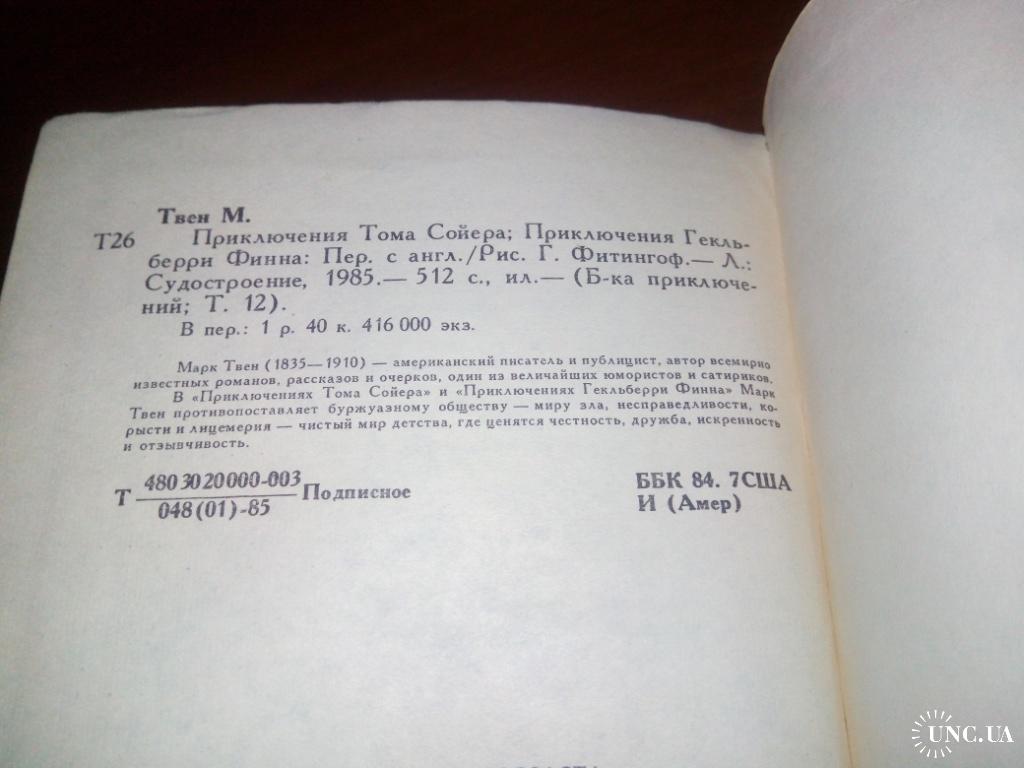 Твен М.
Т26 Приключения Тома Сойера; Приключения Гекль-
берри Финна: Пер. с англ./Рис. Г. Фитингоф.— Л.:
Судостроение, 1985.— 512 с., ил.— (Б-ка приключе-
ний; Т. 12).
В пер.: 1 р. 40 к. 416 000 экз.
Марк Твен (1835—1910) — американский писатель и публицист, автор всемирно
известных романов, рассказов и очерков, один из величайших юмористов и сатириков.
В «Приключениях Тома Сойера» и «Приключениях Гекльберри Финна» Марк
Твен противопоставляет буржуазному обществу — миру зла, несправедливости, ко-
рысти и лицемерия — чистый мир детства, где ценятся честность, дружба, искренность
и отзывчивость.
Т 4803020000-003 Подписное
048(01)-85
ББК 84. 7США
И (Амер)
UNC.UA